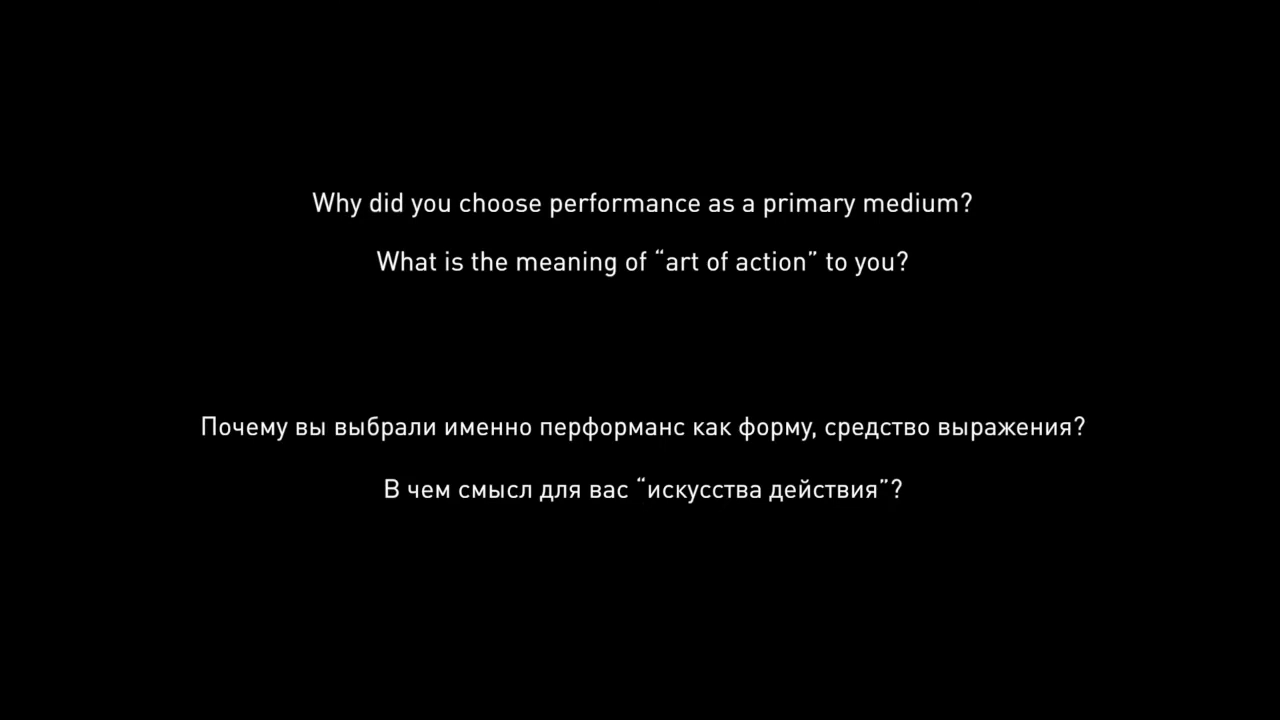 Why did you choose performance as a primary medium?
What is the meaning of “art of action” to you?
Почему вы выбрали именно перформанс как форму, средство выражения?
В чем смысл для вас “искусства действия”?